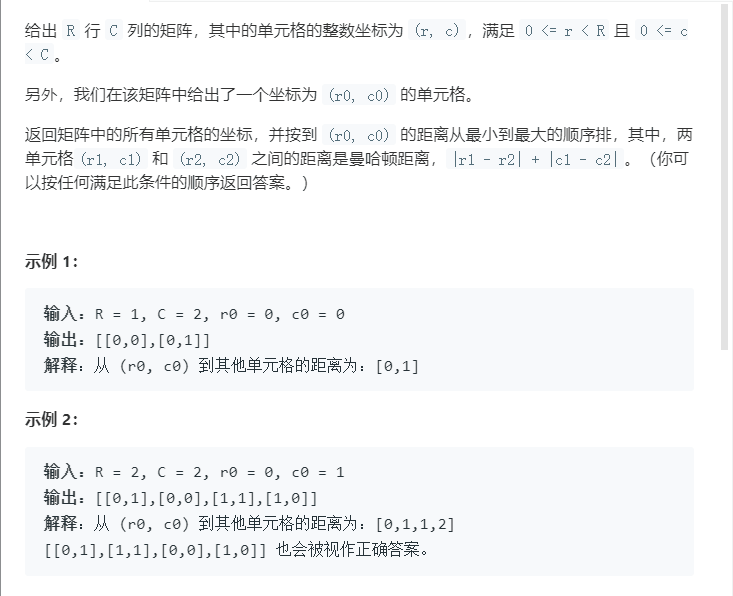 给出 R 行 C 列的矩阵，其中的单元格的整数坐标为 (r, c)，满足 0 <= r < R 且 0 <= c
< C。
另外，我们在该矩阵中给出了一个坐标为 (r0, c0) 的单元格。
返回矩阵中的所有单元格的坐标，并按到 (r0, c0) 的距离从最小到最大的顺序排，其中，两
单元格(r1, c1) 和 (r2, c2) 之间的距离是曼哈顿距离，|r1 - r2| + |c1 - c2|。（你可
以按任何满足此条件的顺序返回答案。）
示例 1：
输入：R = 1, C = 2, r0 = 0, c0 = 0
输出：[[0,0],[0,1]]
解释：从 (r0, c0) 到其他单元格的距离为：[0,1]
示例 2：
输入：R = 2, C = 2, r0 = 0, c0 = 1
输出：[[0,1],[0,0],[1,1],[1,0]]
解释：从 (r0, c0) 到其他单元格的距离为：[0,1,1,2]
[[0,1],[1,1],[0,0],[1,0]] 也会被视作正确答案。